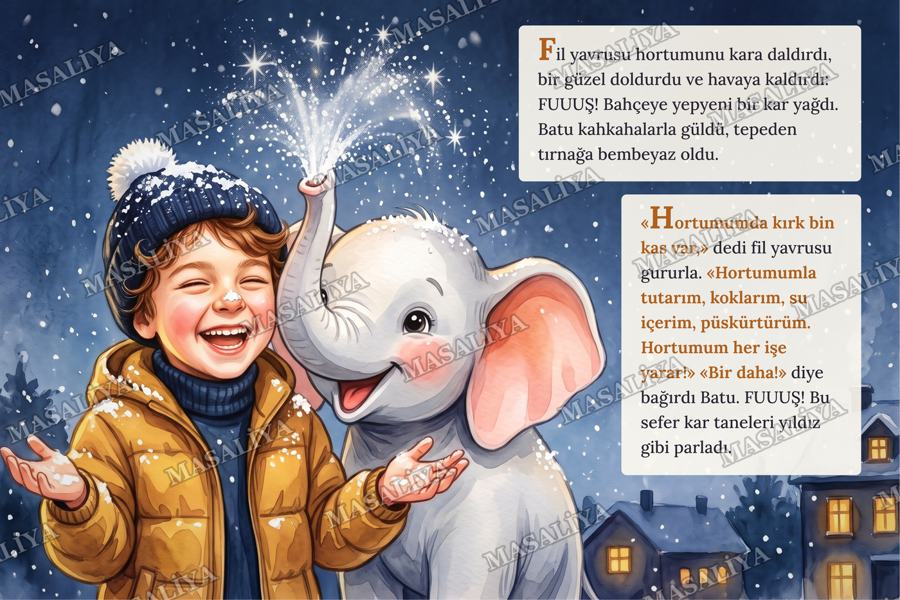 Fil yavrusu hortumunu kara daldırdı,
bir güzel doldurdu ve havaya kaldırdı:
FUUUŞ! Bahçeye yepyeni bir kar yağdı.
Batu kahkahalarla güldü, tepeden
tırnağa bembeyaz oldu.
«Hortumumda kırk bin
kas var,» dedi fil yavrusu
gururla. «Hortumumla
tutarım, koklarım, su
içerim, püskürtürüm.
Hortumum her işe
yarar!» «Bir daha!» diye
bağırdı Batu. FUUUŞ! Bu
sefer kar taneleri yıldız
gibi parladı.
MASALİYA